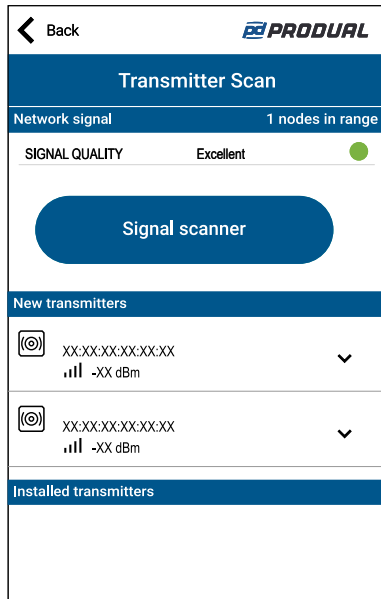 Back
pd PRODUAL
Transmitter Scan
Network signal 1 nodes in range
SIGNAL QUALITY Excellent
Signal scanner
New transmitters
XX:XX:XX:XX:XX:XX
-XX dBm
XX:XX:XX:XX:XX:XX
-XX dBm
Installed transmitters